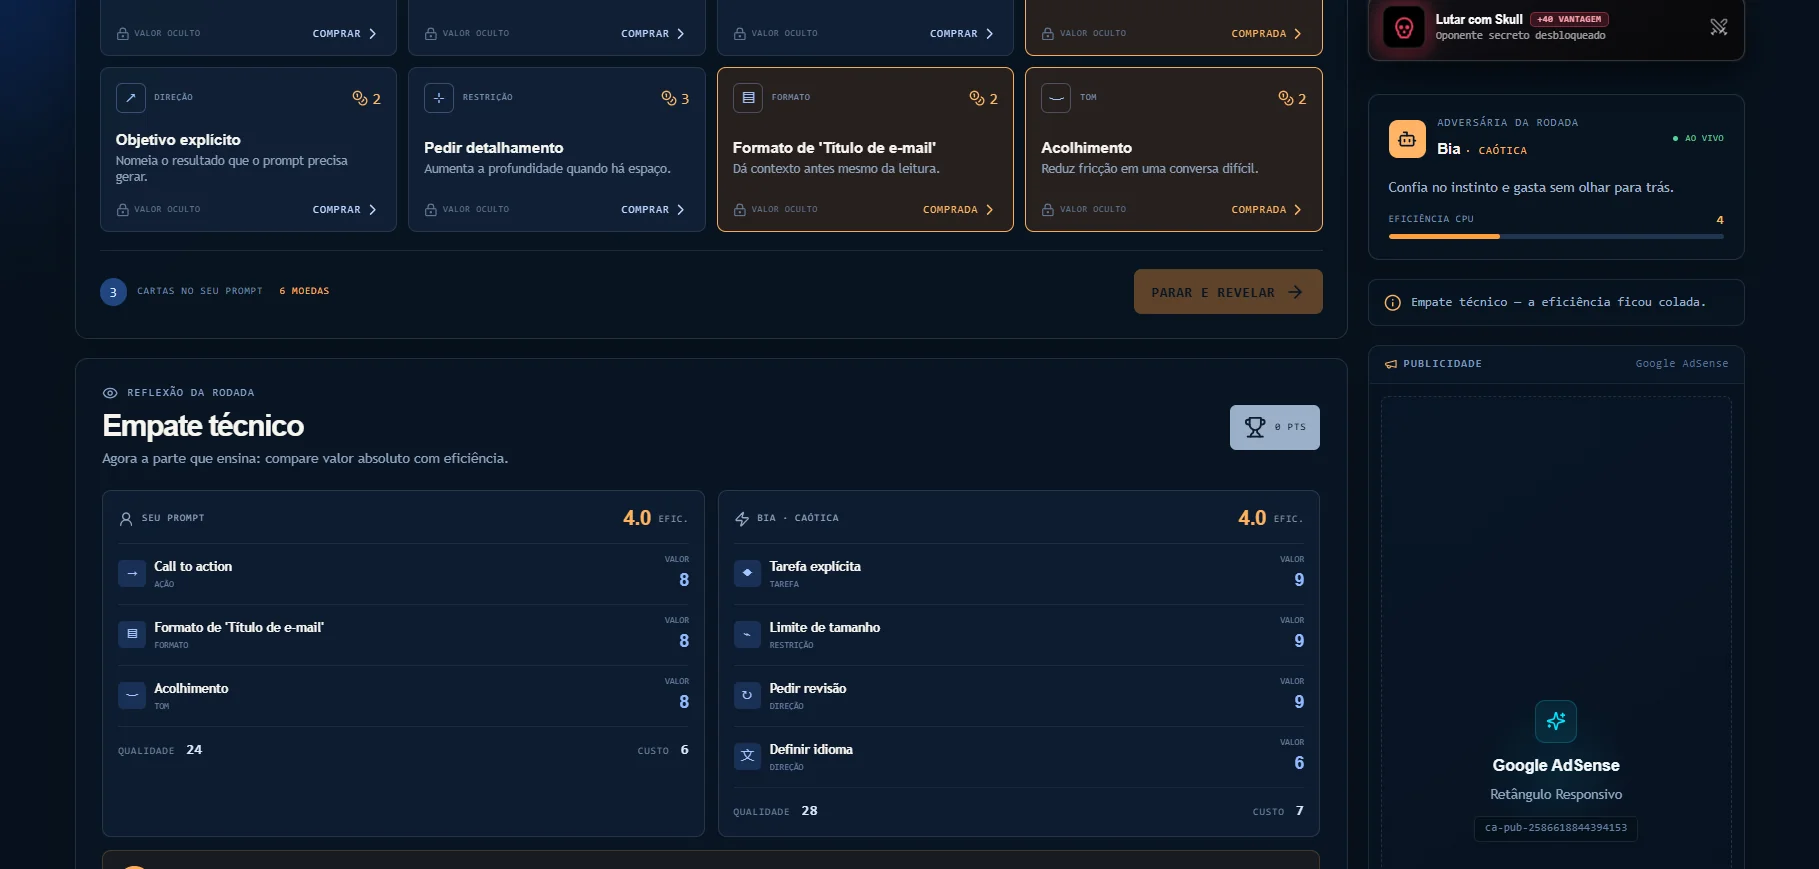 VALOR OCULTO COMPRAR
VALOR OCULTO COMPRAR
VALOR OCULTO COMPRAR
VALOR OCULTO COMPRADA
DIREÇÃO 2
Objetivo explícito
Nomeia o resultado que o prompt precisa
gerar.
VALOR OCULTO COMPRAR
RESTRIÇÃO 3
Pedir detalhamento
Aumenta a profundidade quando há espaço.
VALOR OCULTO COMPRAR
FORMATO 2
Formato de 'Título de e-mail'
Dá contexto antes mesmo da leitura.
VALOR OCULTO COMPRADA
TOM 2
Acolhimento
Reduz fricção em uma conversa difícil.
VALOR OCULTO COMPRADA
3 CARTAS NO SEU PROMPT 6 MOEDAS
PARAR E REVELAR
REFLEXÃO DA RODADA
Empate técnico
Agora a parte que ensina: compare valor absoluto com eficiência.
0 PTS
SEU PROMPT 4.0 EFIC.
Call to action
AÇÃO
VALOR
8
Formato de 'Título de e-mail'
FORMATO
VALOR
8
Acolhimento
TOM
VALOR
8
QUALIDADE 24 CUSTO 6
BIA · CAÓTICA 4.0 EFIC.
Tarefa explícita
TAREFA
VALOR
9
Limite de tamanho
RESTRIÇÃO
VALOR
9
Pedir revisão
DIREÇÃO
VALOR
9
文
Definir idioma
DIREÇÃO
VALOR
6
QUALIDADE 28 CUSTO 7
Lutar com Skull +40 VANTAGEM
Oponente secreto desbloqueado
ADVERSÁRIA DA RODADA
Bia · CAÓTICA
AO VIVO
Confia no instinto e gasta sem olhar para trás.
EFICIÊNCIA CPU 4
Empate técnico — a eficiência ficou colada.
PUBLICIDADE Google AdSense
Google AdSense
Retângulo Responsivo
ca-pub-2586618844394153